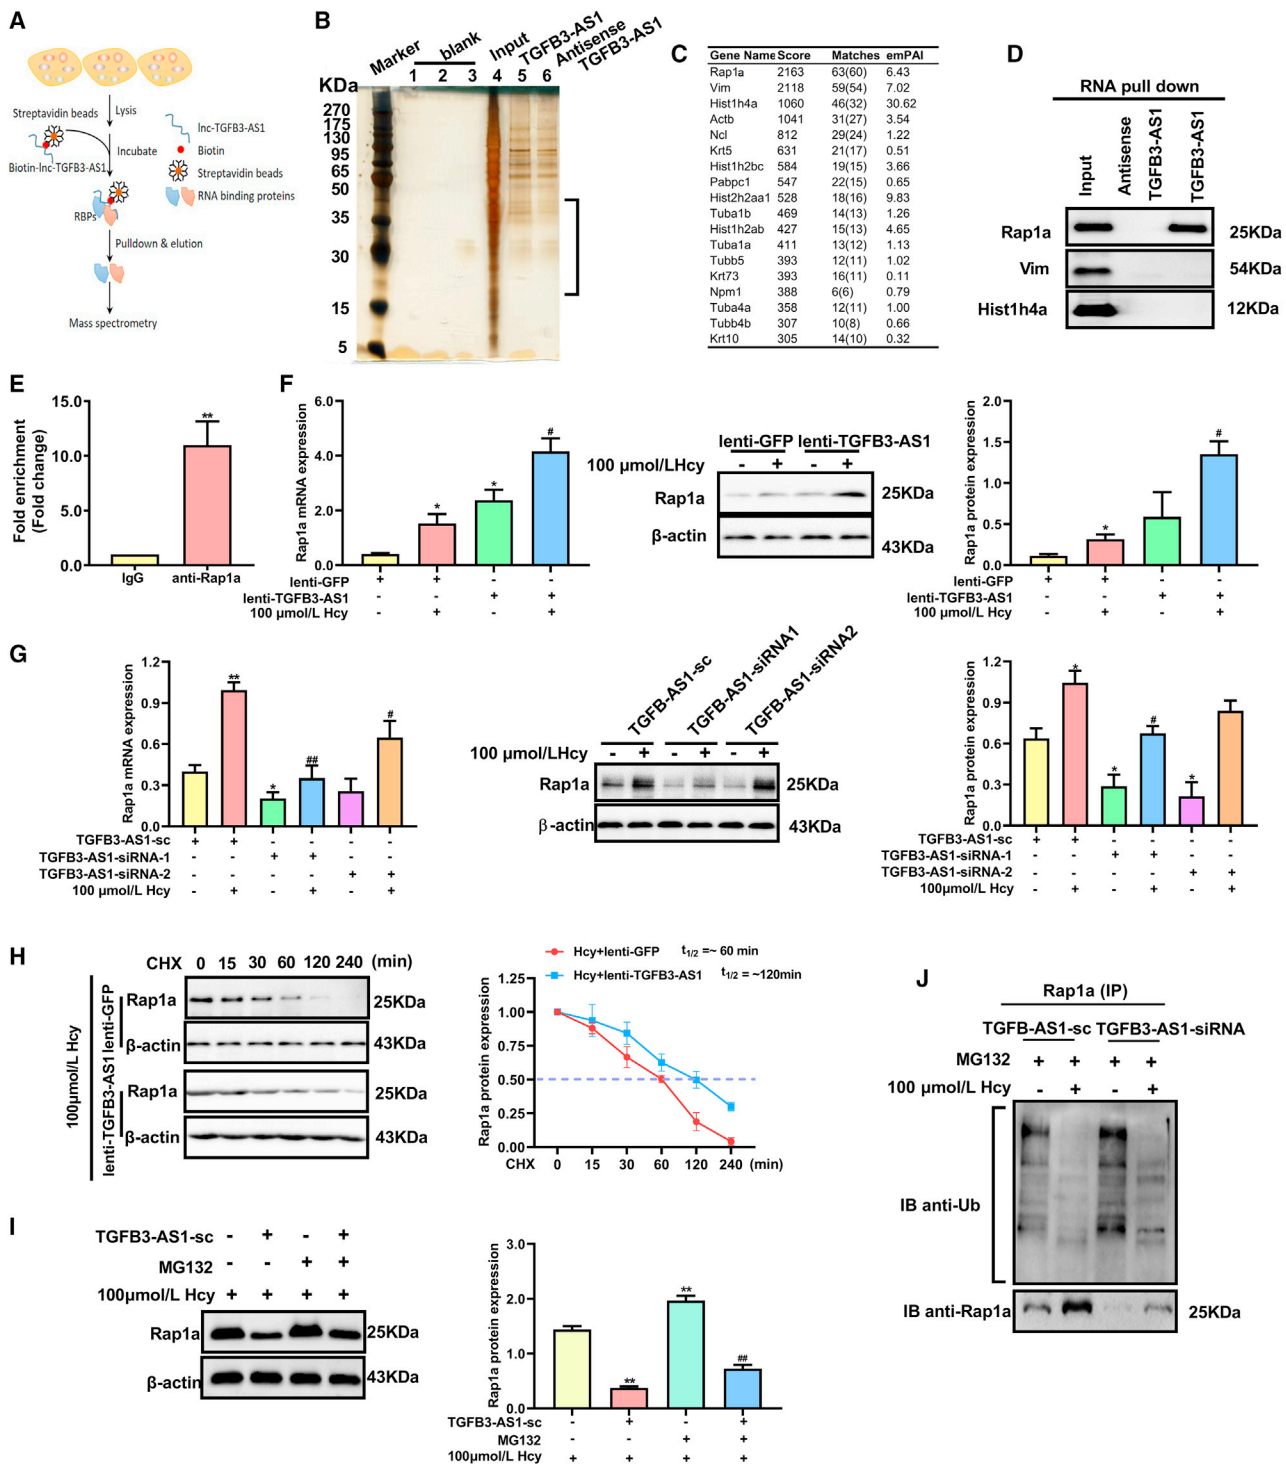 A
Lysis
Streptavidin beads
Incubate
Biotin-lnc-TGFB3-AS1
RBPs
Pulldown & elution
Mass spectrometry
lnc-TGFB3-AS1
Biotin
Streptavidin beads
RNA binding proteins
B
Marker
blank
Input
TGFB3-AS1
Antisense
TGFB3-AS1
1 2 3 4 5 6
KDa
270
175
130
95
65
50
35
30
15
5
C
Gene Name Score Matches emPAI
Rap1a 2163 63(60) 6.43
Vim 2118 59(54) 7.02
Hist1h4a 1060 46(32) 30.62
Actb 1041 31(27) 3.54
Ncl 812 29(24) 1.22
Krt5 631 21(17) 0.51
Hist1h2bc 584 19(15) 3.66
Pabpc1 547 22(15) 0.65
Hist2h2aa1 528 18(16) 9.83
Tuba1b 469 14(13) 1.26
Hist1h2ab 427 15(13) 4.65
Tuba1a 411 13(12) 1.13
Tubb5 393 12(11) 1.02
Krt73 393 16(11) 0.11
Npm1 388 6(6) 0.79
Tuba4a 358 12(11) 1.00
Tubb4b 307 10(8) 0.66
Krt10 305 14(10) 0.32
D
RNA pull down
Input
Antisense
TGFB3-AS1
TGFB3-AS1
Rap1a 25KDa
Vim 54KDa
Hist1h4a 12KDa
E
Fold enrichment
(Fold change)
15.0
10.0
5.0
0.0
**
IgG anti-Rap1a
F
Rap1a mRNA expression
6.0
4.0
2.0
0.0
* * #
lenti-GFP + + - -
lenti-TGFB3-AS1 - - + +
100 μmol/L Hcy - + - +
lenti-GFP lenti-TGFB3-AS1
100 μmol/LHcy - + - +
Rap1a 25KDa
β-actin 43KDa
Rap1a protein expression
2.0
1.5
1.0
0.5
0.0
* #
lenti-GFP + + - -
lenti-TGFB3-AS1 - - + +
100 μmol/L Hcy - + - +
G
Rap1a mRNA expression
1.2
0.9
0.6
0.3
0.0
** * ## #
TGFB3-AS1-sc + + - - - -
TGFB3-AS1-siRNA-1 - - + + - -
TGFB3-AS1-siRNA-2 - - - - + +
100 μmol/L Hcy - + - + - +
TGFB-AS1-sc
TGFB-AS1-siRNA1
TGFB-AS1-siRNA2
100 μmol/LHcy - + - + - +
Rap1a 25KDa
β-actin 43KDa
Rap1a protein expression
1.2
0.9
0.6
0.3
0.0
* * # *
TGFB3-AS1-sc + + - - - -
TGFB3-AS1-siRNA-1 - - + + - -
TGFB3-AS1-siRNA-2 - - - - + +
100μmol/L Hcy - + - + - +
H
CHX 0 15 30 60 120 240 (min)
100μmol/L Hcy
lenti-GFP
Rap1a 25KDa
β-actin 43KDa
lenti-TGFB3-AS1
Rap1a 25KDa
β-actin 43KDa
Hcy+lenti-GFP t1/2 =~ 60 min
Hcy+lenti-TGFB3-AS1 t1/2 = ~120min
Rap1a protein expression
1.25
1.00
0.75
0.50
0.25
0.00
CHX 0 15 30 60 120 240 (min)
I
TGFB3-AS1-sc - + - +
MG132 - - + +
100μmol/L Hcy + + + +
Rap1a 25KDa
β-actin 43KDa
Rap1a protein expression
3.0
2.0
1.0
0.0
** ** ##
TGFB3-AS1-sc - + - +
MG132 - - + +
100μmol/L Hcy + + + +
J
Rap1a (IP)
TGFB-AS1-sc TGFB3-AS1-siRNA
MG132 + + + +
100 μmol/L Hcy - + - +
IB anti-Ub
IB anti-Rap1a 25KDa